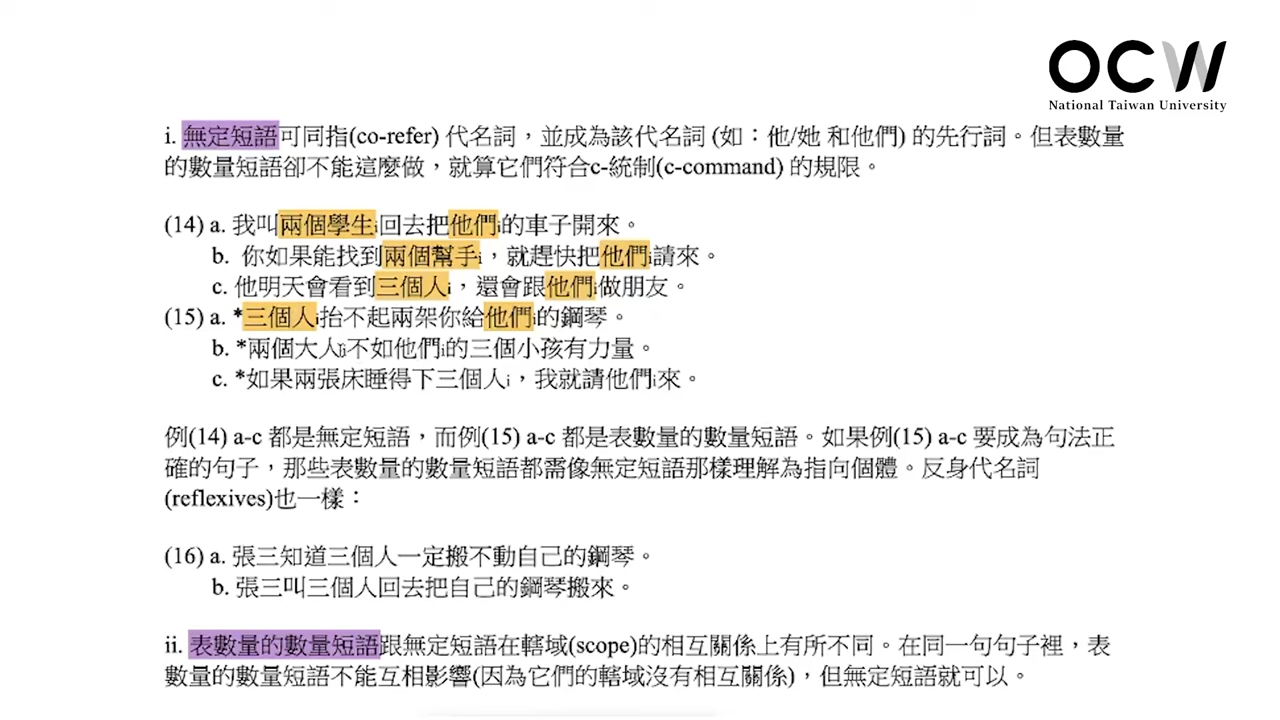 OCW
National Taiwan University
i. 無定短語可同指(co-refer) 代名詞，並成為該代名詞 (如：他/她 和他們) 的先行詞。但表數量
的數量短語卻不能這麼做，就算它們符合c-統制(c-command) 的規限。
(14) a. 我叫兩個學生i回去把他們i的車子開來。
b. 你如果能找到兩個幫手i，就趕快把他們i請來。
c. 他明天會看到三個人i，還會跟他們i做朋友。
(15) a. *三個人i抬不起兩架你給他們i的鋼琴。
b. *兩個大人i不如他們i的三個小孩有力量。
c. *如果兩張床睡得下三個人i，我就請他們i來。
例(14) a-c 都是無定短語，而例(15) a-c 都是表數量的數量短語。如果例(15) a-c 要成為句法正
確的句子，那些表數量的數量短語都需像無定短語那樣理解為指向個體。反身代名詞
(reflexives)也一樣：
(16) a. 張三知道三個人一定搬不動自己的鋼琴。
b. 張三叫三個人回去把自己的鋼琴搬來。
ii. 表數量的數量短語跟無定短語在轄域(scope)的相互關係上有所不同。在同一句句子裡，表
數量的數量短語不能互相影響(因為它們的轄域沒有相互關係)，但無定短語就可以。